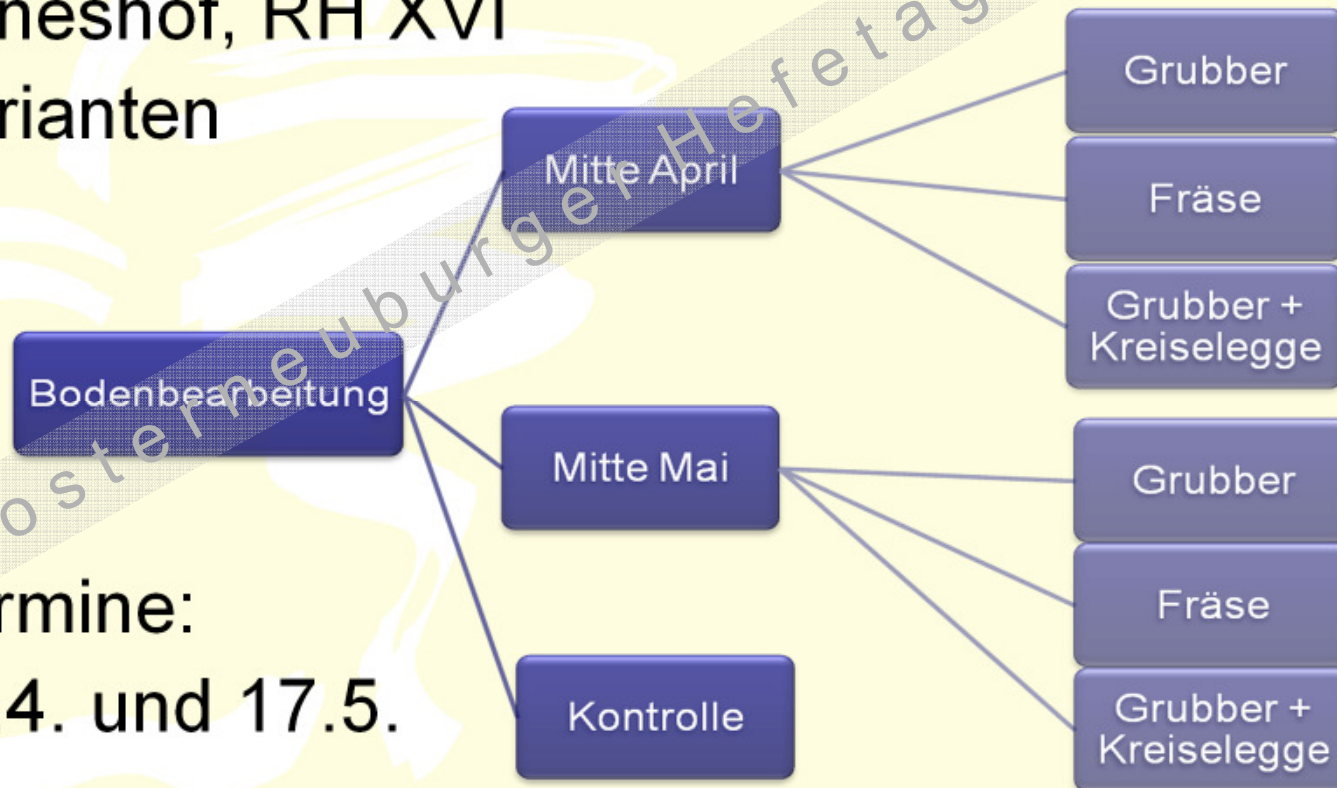 neshof, RH XVI
rianten
Bodenbearbeitung
Mitte April
Grubber
Fräse
Grubber +
Kreiselegge
Mitte Mai
Grubber
Fräse
Grubber +
Kreiselegge
Kontrolle
rmine:
4. und 17.5.
osterneuburger Hefetag